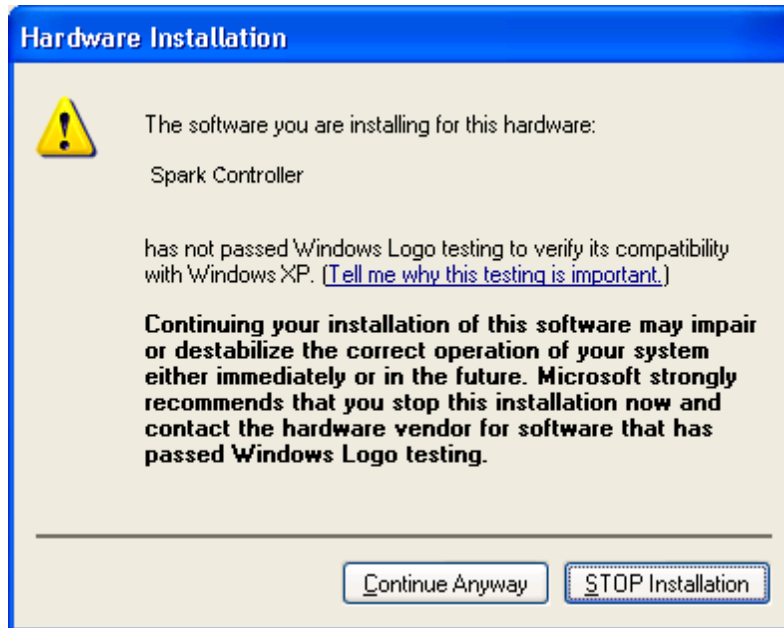 Hardware Installation
The software you are installing for this hardware:
Spark Controller
has not passed Windows Logo testing to verify its compatibility
with Windows XP. (Tell me why this testing is important.)
Continuing your installation of this software may impair
or destabilize the correct operation of your system
either immediately or in the future. Microsoft strongly
recommends that you stop this installation now and
contact the hardware vendor for software that has
passed Windows Logo testing.
Continue Anyway
STOP Installation